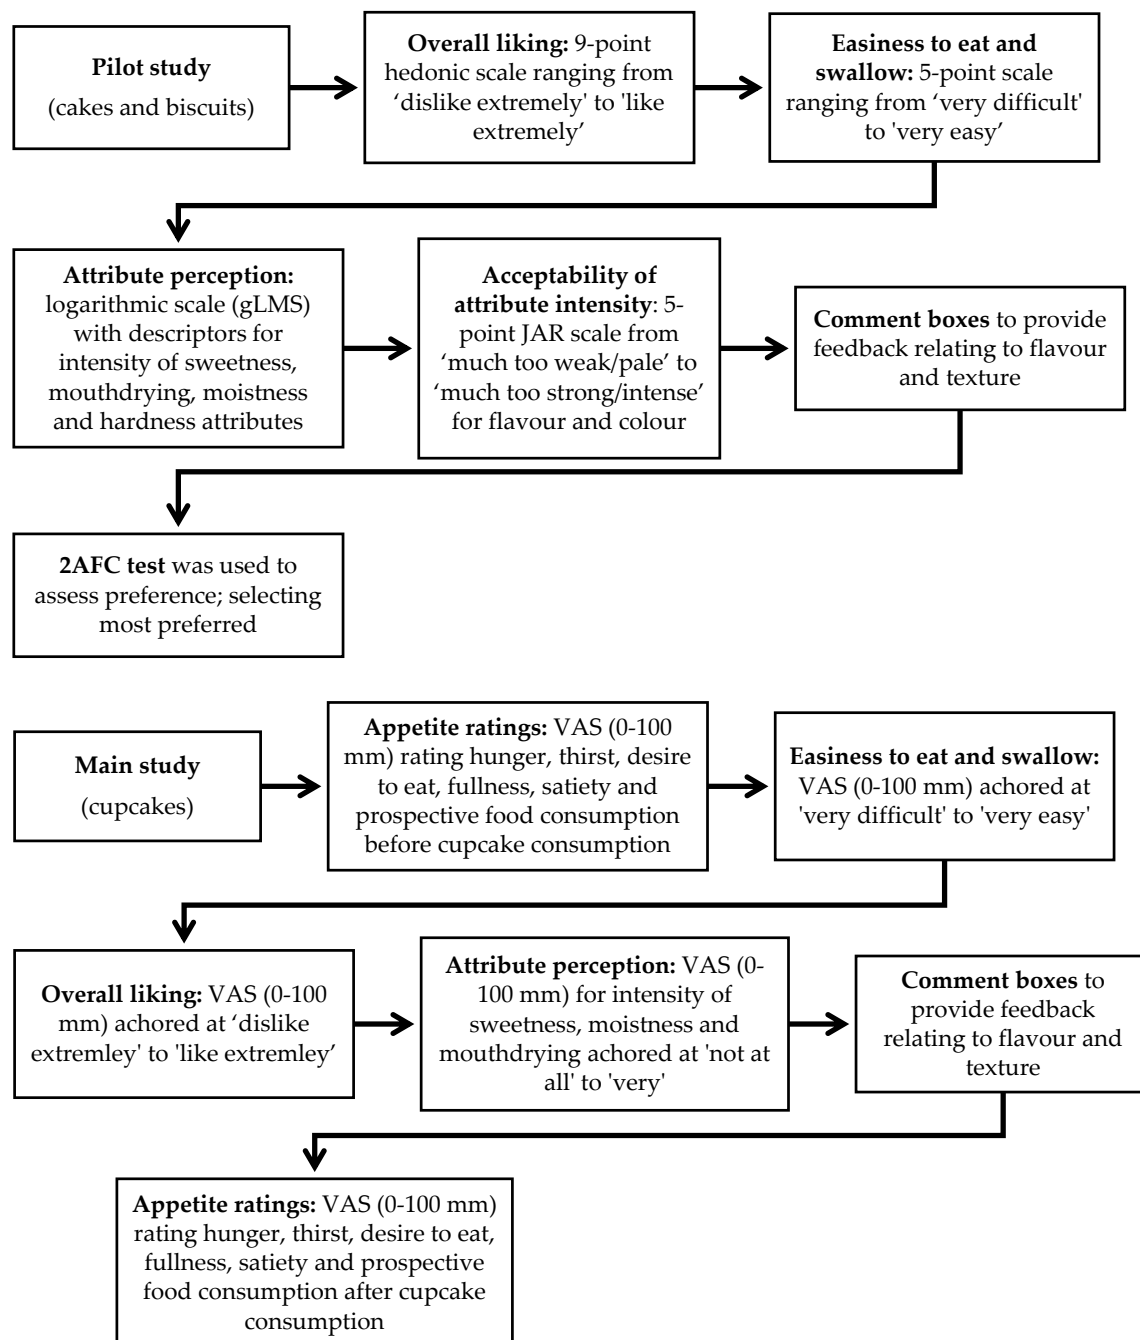 Pilot study
(cakes and biscuits)
Overall liking: 9-point
hedonic scale ranging from
‘dislike extremely' to 'like
extremely’
Easiness to eat and
swallow: 5-point scale
ranging from ‘very difficult'
to 'very easy’
Attribute perception:
logarithmic scale (gLMS)
with descriptors for
intensity of sweetness,
mouthdrying, moistness
and hardness attributes
Acceptability of
attribute intensity: 5-
point JAR scale from
‘much too weak/pale’ to
‘much too strong/intense’
for flavour and colour
Comment boxes to provide
feedback relating to flavour
and texture
2AFC test was used to
assess preference; selecting
most preferred
Main study
(cupcakes)
Appetite ratings: VAS (0-100
mm) rating hunger, thirst, desire
to eat, fullness, satiety and
prospective food consumption
before cupcake consumption
Easiness to eat and swallow:
VAS (0-100 mm) achored at
'very difficult' to 'very easy'
Overall liking: VAS (0-100
mm) achored at ‘dislike
extremley' to 'like extremley’
Attribute perception: VAS (0-
100 mm) for intensity of
sweetness, moistness and
mouthdrying achored at 'not at
all' to 'very'
Comment boxes to
provide feedback
relating to flavour and
texture
Appetite ratings: VAS (0-100 mm)
rating hunger, thirst, desire to eat,
fullness, satiety and prospective
food consumption after cupcake
consumption